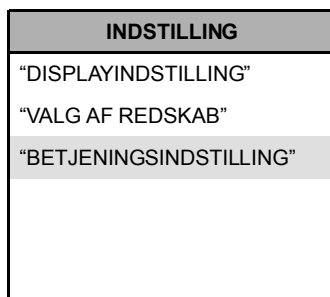 INDSTILLING
“DISPLAYINDSTILLING”
“VALG AF REDSKAB”
“BETJENINGSINDSTILLING”